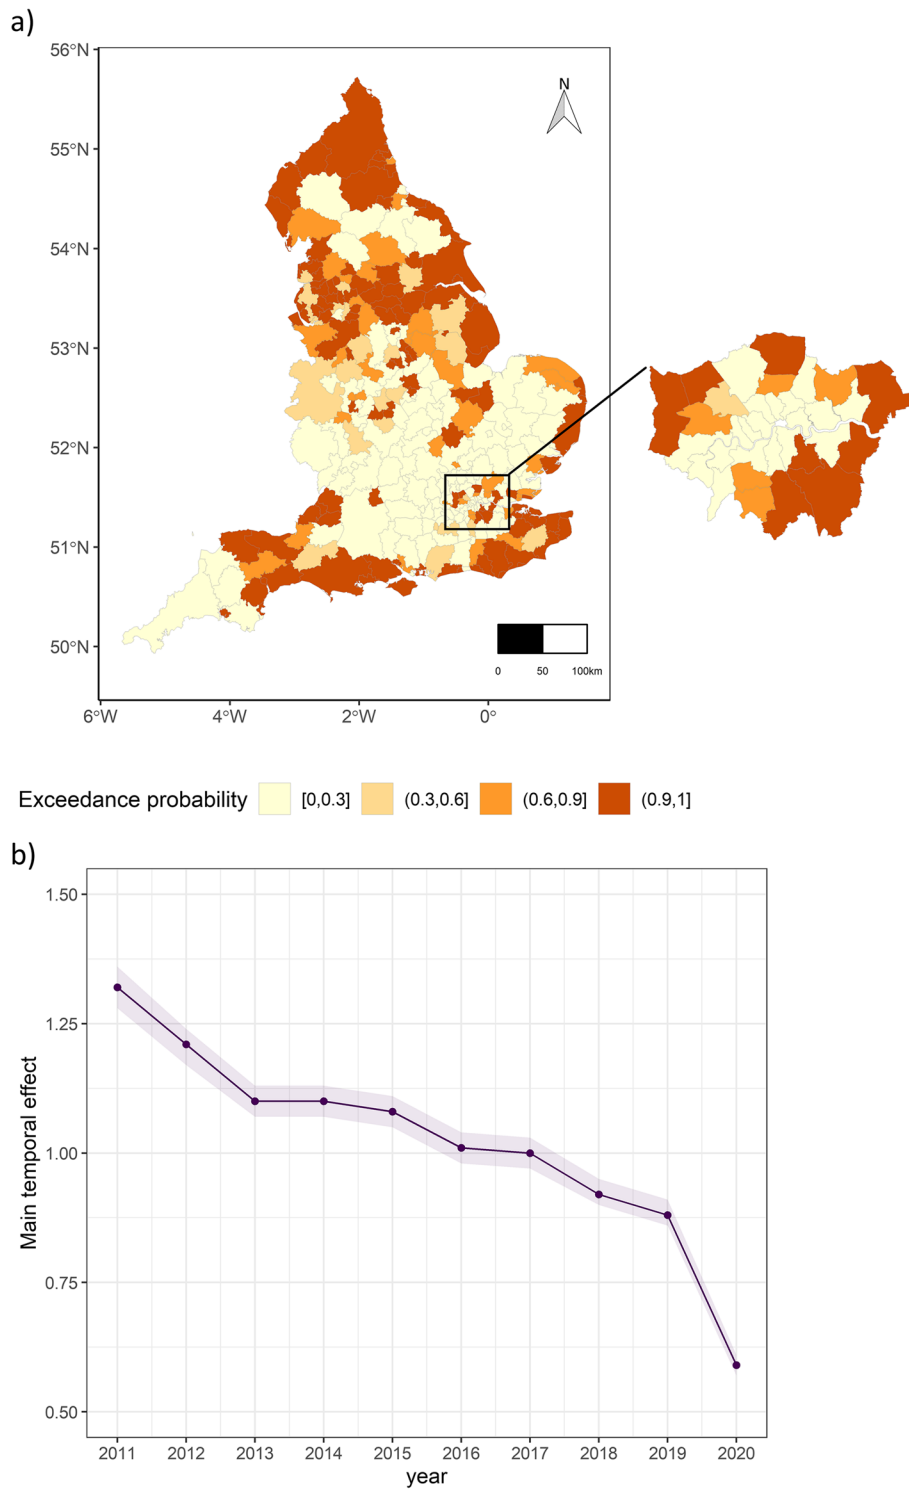 a)
56°N
55°N
54°N
53°N
52°N
51°N
50°N
N
0 50 100km
6°W 4°W 2°W 0°
Exceedance probability [0,0.3] (0.3,0.6] (0.6,0.9] (0.9,1]
b)
1.50
1.25
1.00
0.75
0.50
Main temporal effect
2011 2012 2013 2014 2015 2016 2017 2018 2019 2020
year